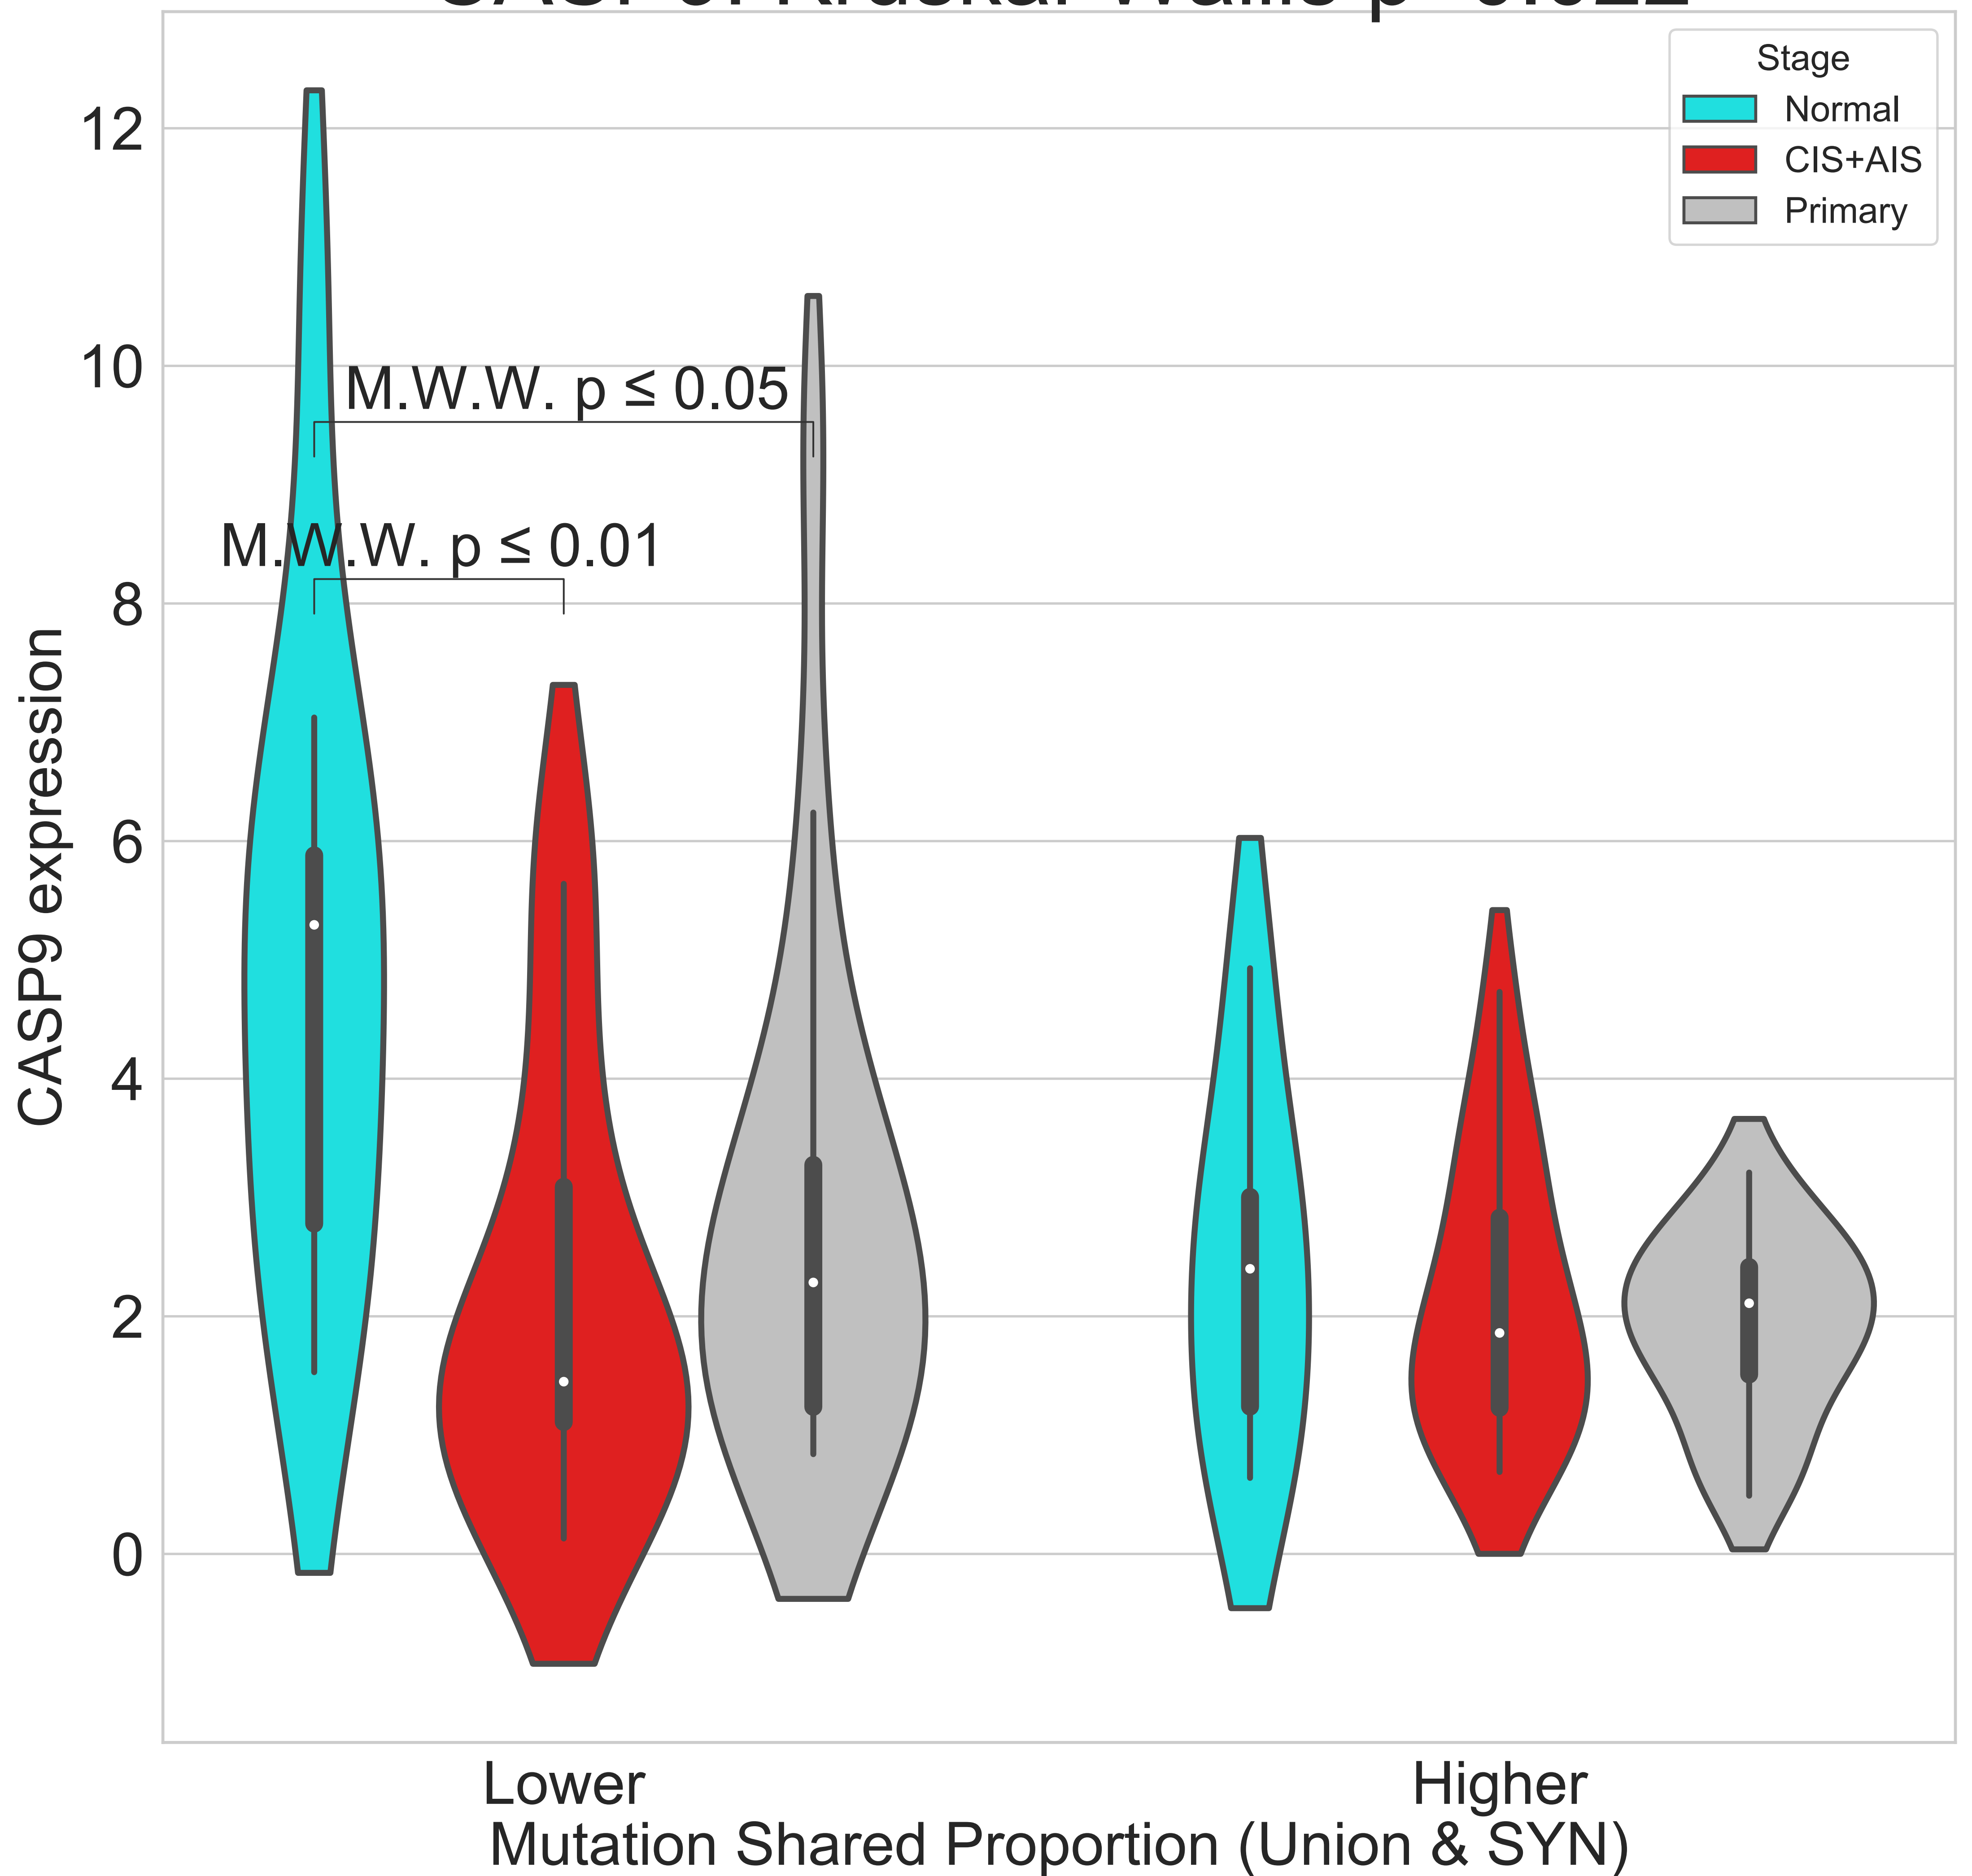 Stage
Normal
CIS+AIS
Primary
12
10
8
6
4
2
0
CASP9 expression
M.W.W. p ≤ 0.05
M.W.W. p ≤ 0.01
Lower
Higher
Mutation Shared Proportion (Union & SYN)